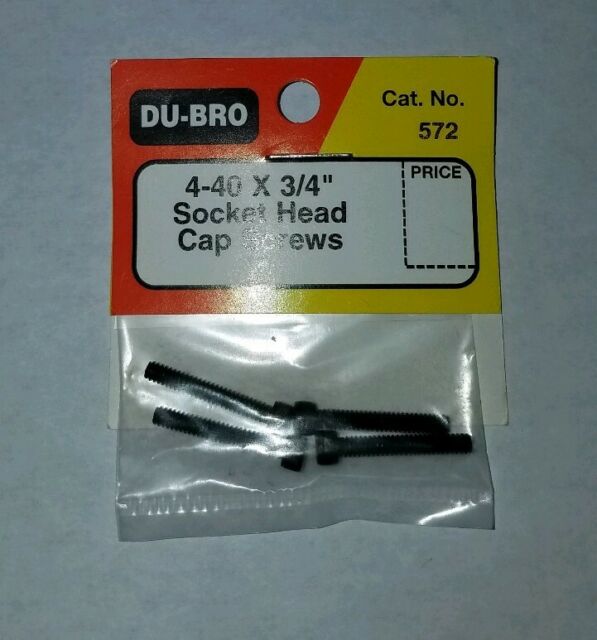 DU-BRO
Cat. No.
572
4-40 X 3/4"
Socket Head
Cap Screws
PRICE